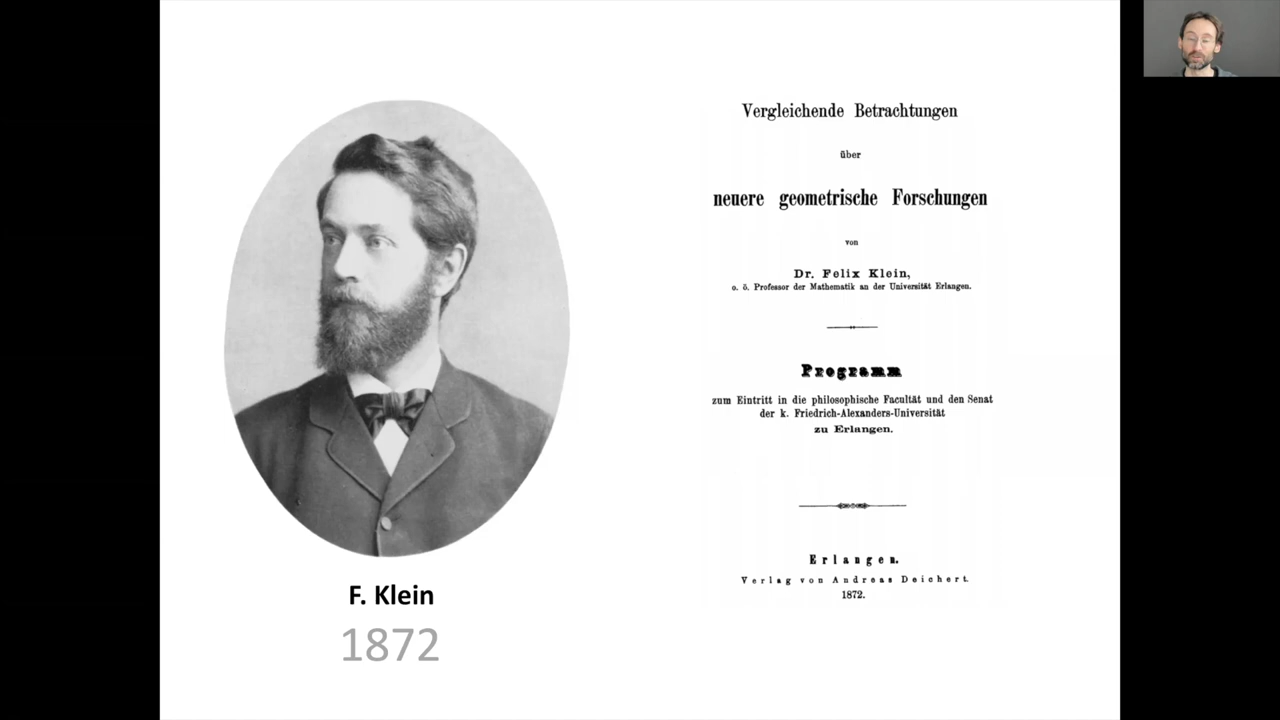 F. Klein
1872
Vergleichende Betrachtungen
über
neuere geometrische Forschungen
von
Dr. Felix Klein,
o. ö. Professor der Mathematik an der Universität Erlangen.
Programm
zum Eintritt in die philosophische Facultät und den Senat
der k. Friedrich-Alexanders-Universität
zu Erlangen.
Erlangen.
Verlag von Andreas Deichert.
1872.